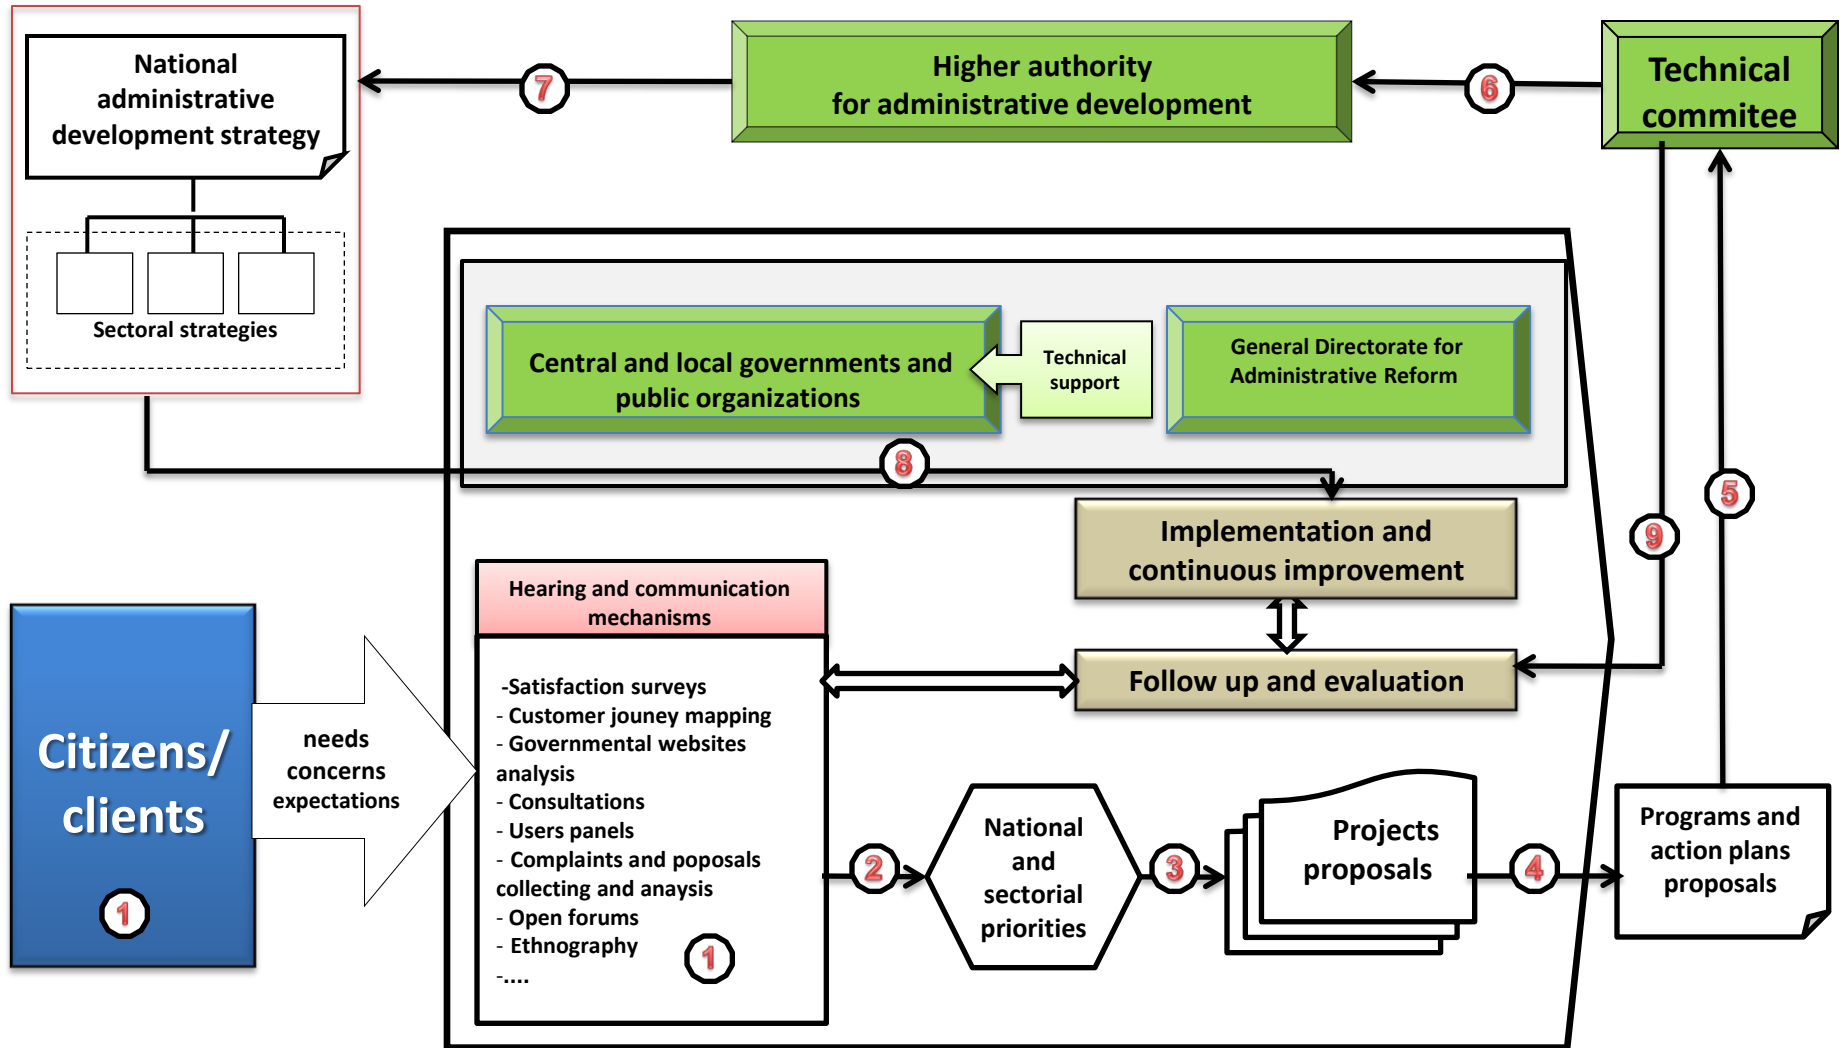 National
administrative
development strategy
Sectoral strategies
7
Higher authority
for administrative development
6
Technical
commitee
Central and local governments and
public organizations
Technical
support
General Directorate for
Administrative Reform
8
5
9
Implementation and
continuous improvement
Follow up and evaluation
Citizens/
clients
1
needs
concerns
expectations
Hearing and communication
mechanisms
-Satisfaction surveys
- Customer jouney mapping
- Governmental websites
analysis
- Consultations
- Users panels
- Complaints and poposals
collecting and anaysis
- Open forums
- Ethnography
-....
1
2
National
and
sectorial
priorities
3
Projects
proposals
4
Programs and
action plans
proposals